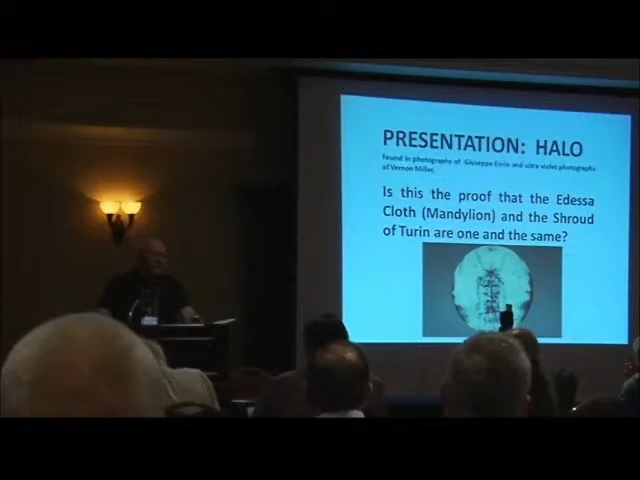 PRESENTATION: HALO
Found in photographs of Giuseppe Enrie and ultra violet photographs
of Vernon Miller.
Is this the proof that the Edessa
Cloth (Mandylion) and the Shroud
of Turin are one and the same?